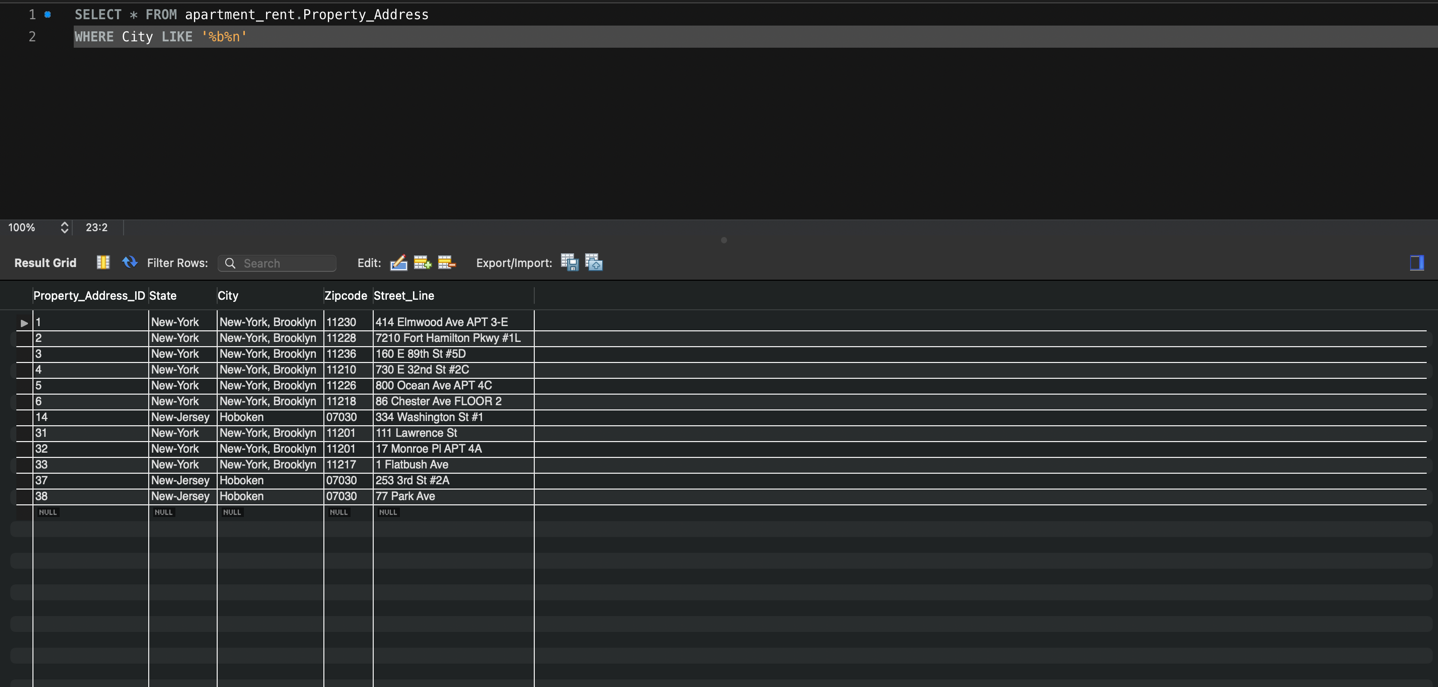 1 SELECT * FROM apartment_rent.Property_Address
2 WHERE City LIKE '%b%n'
100% 23:2
Result Grid Filter Rows: Search Edit: Export/Import:
Property_Address_ID State City Zipcode Street_Line
1 New-York New-York, Brooklyn 11230 414 Elmwood Ave APT 3-E
2 New-York New-York, Brooklyn 11228 7210 Fort Hamilton Pkwy #1L
3 New-York New-York, Brooklyn 11236 160 E 89th St #5D
4 New-York New-York, Brooklyn 11210 730 E 32nd St #2C
5 New-York New-York, Brooklyn 11226 800 Ocean Ave APT 4C
6 New-York New-York, Brooklyn 11218 86 Chester Ave FLOOR 2
14 New-Jersey Hoboken 07030 334 Washington St #1
31 New-York New-York, Brooklyn 11201 111 Lawrence St
32 New-York New-York, Brooklyn 11201 17 Monroe Pl APT 4A
33 New-York New-York, Brooklyn 11217 1 Flatbush Ave
37 New-Jersey Hoboken 07030 253 3rd St #2A
38 New-Jersey Hoboken 07030 77 Park Ave
NULL NULL NULL NULL NULL